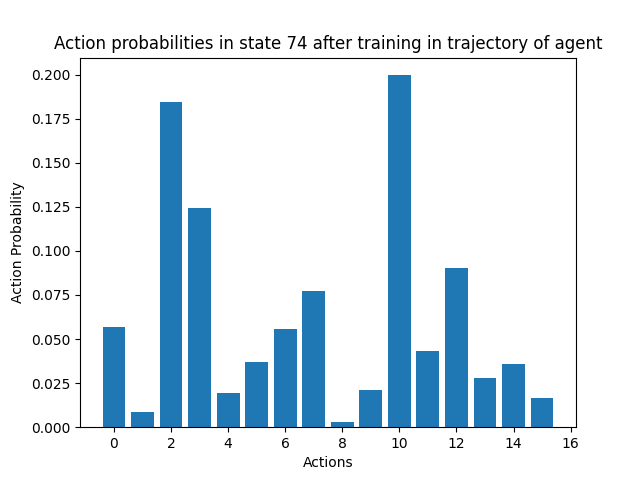 Action probabilities in state 74 after training in trajectory of agent
0.200
0.175
0.150
0.125
0.100
0.075
0.050
0.025
0.000
Action Probability
0 2 4 6 8 10 12 14 16
Actions